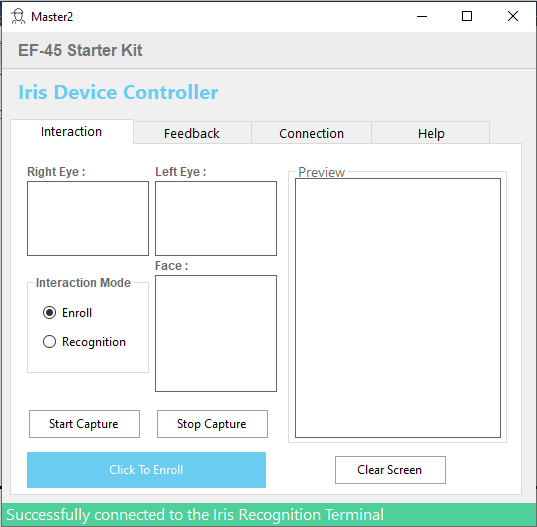 Master2
EF-45 Starter Kit
Iris Device Controller
Interaction
Feedback
Connection
Help
Right Eye :
Left Eye :
Preview
Face :
Interaction Mode
Enroll
Recognition
Start Capture
Stop Capture
Click To Enroll
Clear Screen
Successfully connected to the Iris Recognition Terminal